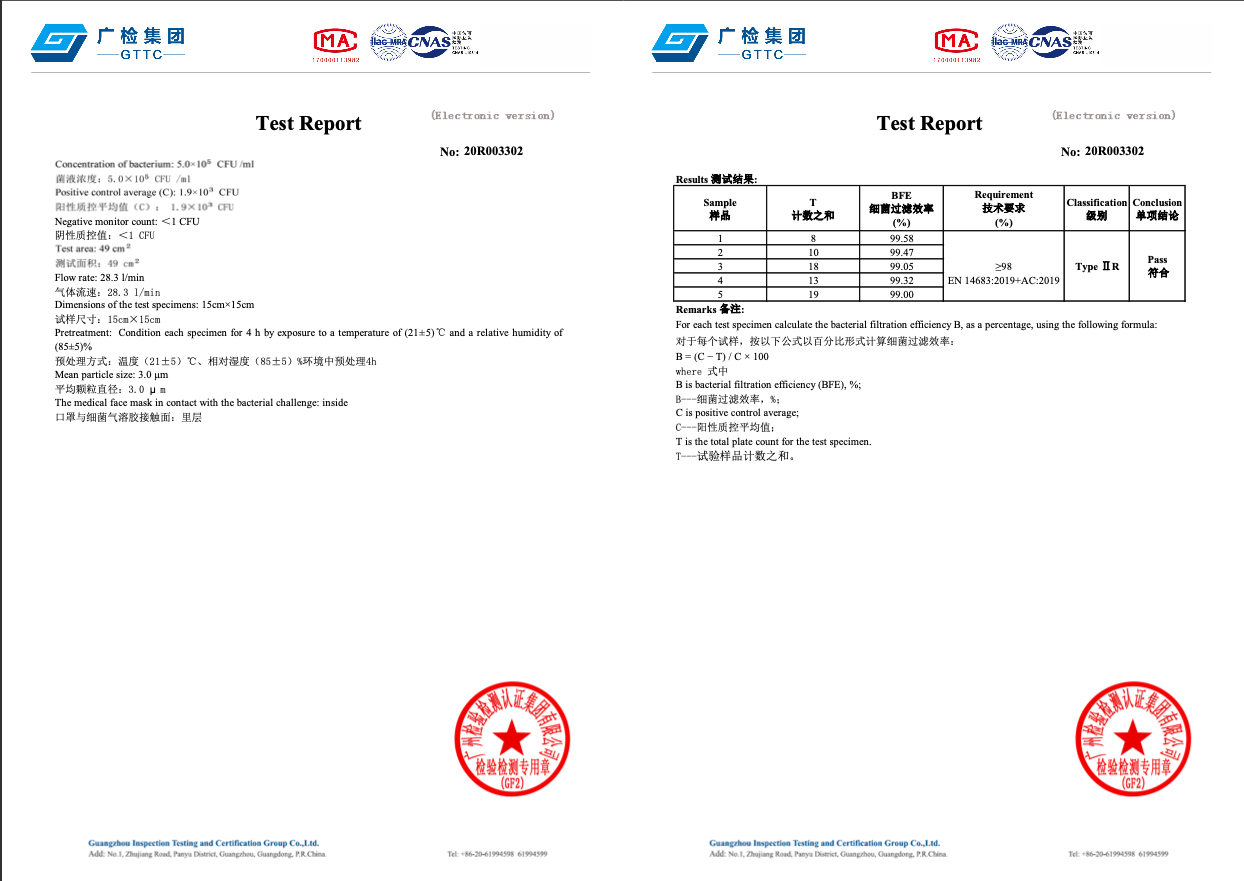 广检集团
GTTC
MA
170000113982
ilac-MRA
CNAS
TESTING
Test Report
(Electronic version)
No: 20R003302
Concentration of bacterium: 5.0×10⁵ CFU /ml
菌液浓度：5.0×10⁵ CFU /ml
Positive control average (C): 1.9×10³ CFU
阳性质控平均值（C）： 1.9×10³ CFU
Negative monitor count: ＜1 CFU
阴性质控值：＜1 CFU
Test area: 49 cm²
测试面积：49 cm²
Flow rate: 28.3 l/min
气体流速：28.3 l/min
Dimensions of the test specimens: 15cm×15cm
试样尺寸：15cm×15cm
Pretreatment: Condition each specimen for 4 h by exposure to a temperature of (21±5)℃ and a relative humidity of
(85±5)%
预处理方式：温度（21±5）℃、相对湿度（85±5）%环境中预处理4h
Mean particle size: 3.0 μm
平均颗粒直径：3.0 μ m
The medical face mask in contact with the bacterial challenge: inside
口罩与细菌气溶胶接触面：里层
广州检验检测认证集团有限公司
检验检测专用章
(GF2)
Guangzhou Inspection Testing and Certification Group Co.,Ltd.
Add: No.1, Zhujiang Road, Panyu District, Guangzhou, Guangdong, P.R.China.
Tel: +86-20-61994598 61994599
广检集团
GTTC
MA
170000113982
ilac-MRA
CNAS
TESTING
Test Report
(Electronic version)
No: 20R003302
Results 测试结果:
Sample 样品
T 计数之和
BFE 细菌过滤效率 (%)
Requirement 技术要求 (%)
Classification 级别
Conclusion 单项结论
1 8 99.58
2 10 99.47
3 18 99.05
4 13 99.32
5 19 99.00
≥98
EN 14683:2019+AC:2019
Type ⅡR
Pass
符合
Remarks 备注:
For each test specimen calculate the bacterial filtration efficiency B, as a percentage, using the following formula:
对于每个试样，按以下公式以百分比形式计算细菌过滤效率：
B = (C − T) / C × 100
where 式中
B is bacterial filtration efficiency (BFE), %;
B---细菌过滤效率，%；
C is positive control average;
C---阳性质控平均值；
T is the total plate count for the test specimen.
T---试验样品计数之和。
广州检验检测认证集团有限公司
检验检测专用章
(GF2)
Guangzhou Inspection Testing and Certification Group Co.,Ltd.
Add: No.1, Zhujiang Road, Panyu District, Guangzhou, Guangdong, P.R.China.
Tel: +86-20-61994598 61994599